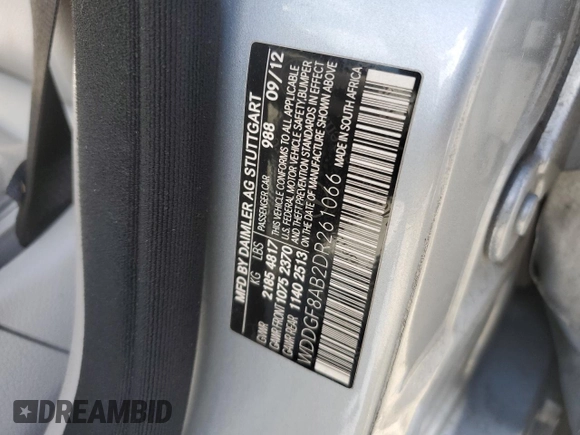 MFD BY DAIMLER AG STUTTGART
KG LBS PASSENGER CAR 988 09/12
GVWR 2185 4817 THIS VEHICLE CONFORMS TO ALL APPLICABLE
GAWR FRONT 1075 2370 U.S. FEDERAL MOTOR VEHICLE SAFETY, BUMPER
GAWR REAR 1140 2513 AND THEFT PREVENTION STANDARDS IN EFFECT
ON THE DATE OF MANUFACTURE SHOWN ABOVE
WDDGF8AB2DR261066 MADE IN SOUTH AFRICA
DREAMBID